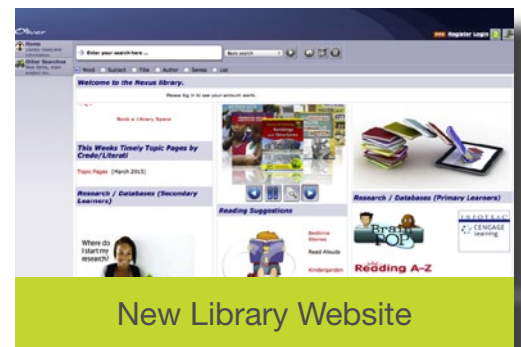 Oliver
Register Login
Home
Library news and information
Other Searches
New items, main subject etc.
Enter your search here ...
Basic search
Word Subject Title Author Series List
Welcome to the Nexus library.
Please log in to see your account alerts.
Book a Library Space
This Weeks Timely Topic Pages by Credo/Literati
Topic Pages (March 2015)
Research / Databases (Secondary Learners)
Where do
I start my
research?
Reading Suggestions
Bedtime
Stories
Read Alouds
Kindergarden
Research / Databases (Primary Learners)
Brain
POP
INFOTRAC
CENGAGE
Learning
Reading A-Z
New Library Website